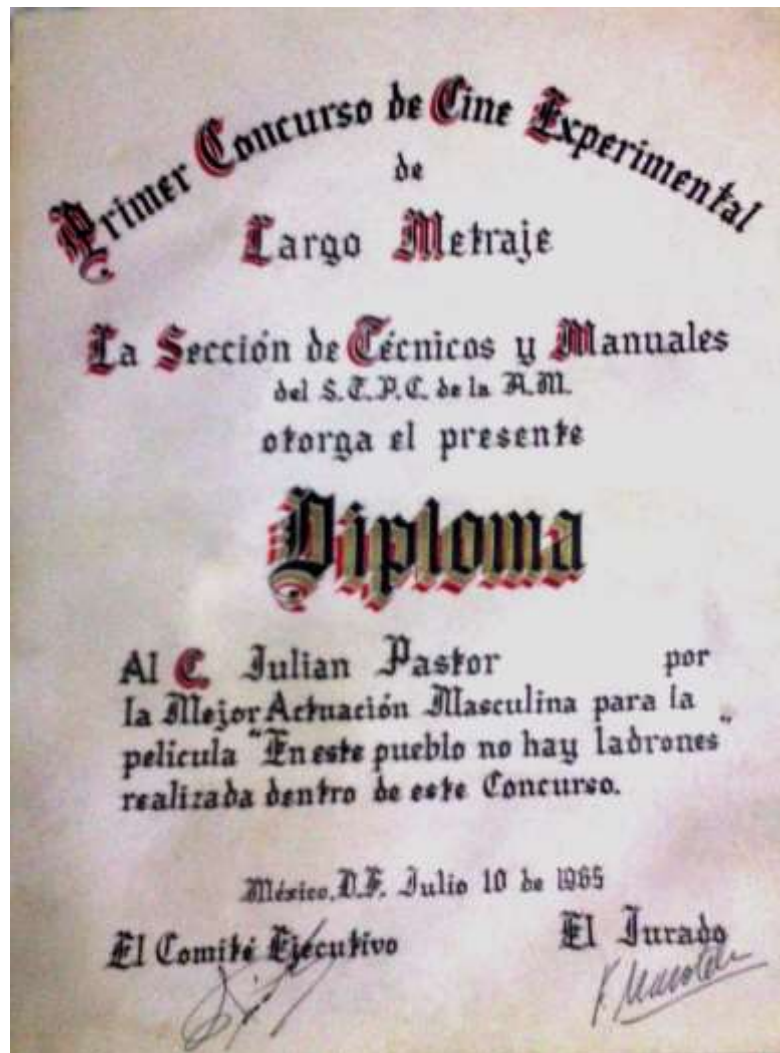 Primer Concurso de Cine Experimental
de
Largo Metraje
La Sección de Técnicos y Manuales
del S.T.P.C. de la R.M.
otorga el presente
Diploma
Al C. Julian Pastor por
la Mejor Actuación Masculina para la
película "En este pueblo no hay ladrones"
realizada dentro de este Concurso.
México, D.F. Julio 10 de 1965
El Comité Ejecutivo El Jurado